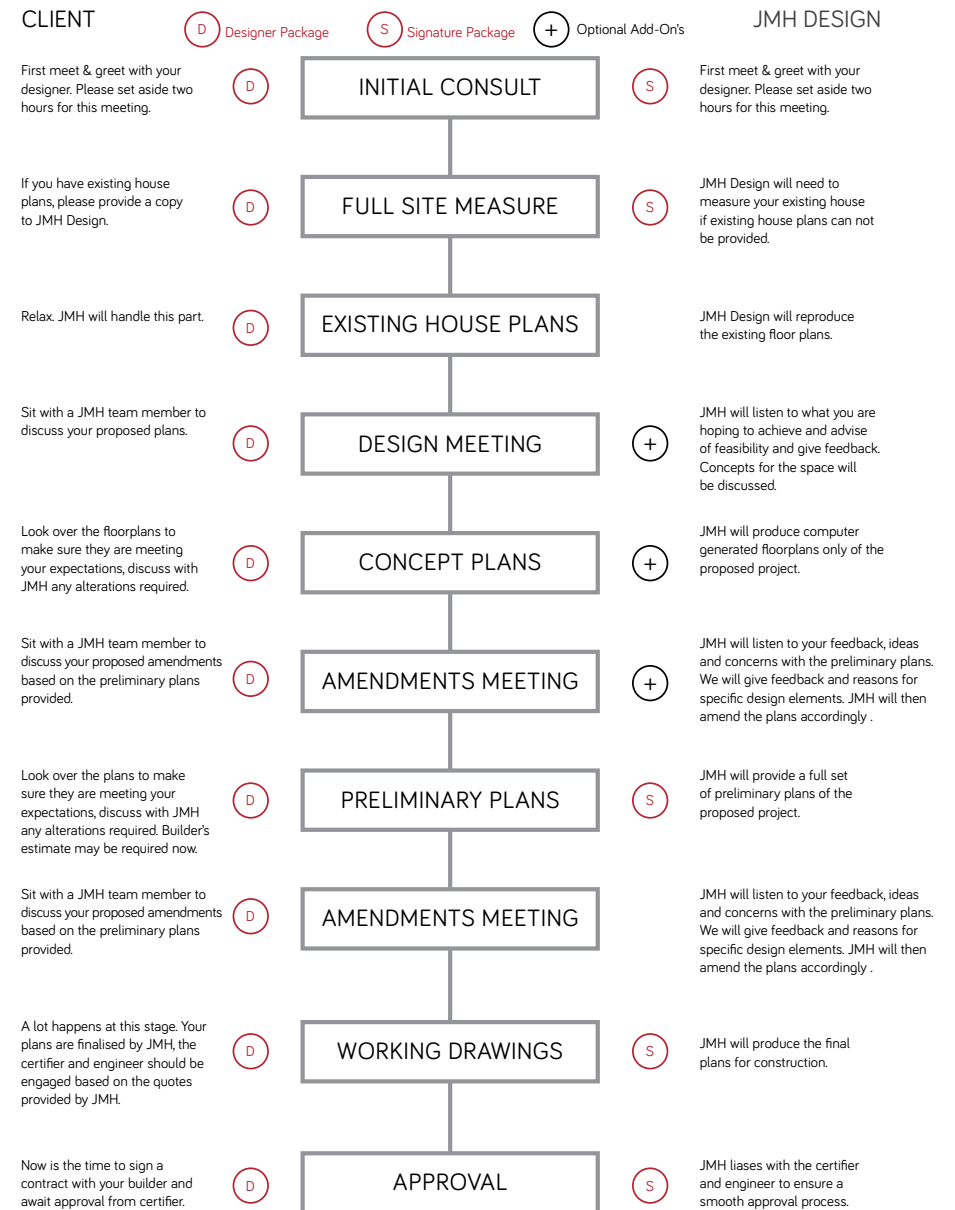 CLIENT
D Designer Package
S Signature Package
+ Optional Add-On's
JMH DESIGN
First meet & greet with your
designer. Please set aside two
hours for this meeting.
D
INITIAL CONSULT
S
First meet & greet with your
designer. Please set aside two
hours for this meeting.
If you have existing house
plans, please provide a copy
to JMH Design.
D
FULL SITE MEASURE
S
JMH Design will need to
measure your existing house
if existing house plans can not
be provided.
Relax. JMH will handle this part.
D
EXISTING HOUSE PLANS
JMH Design will reproduce
the existing floor plans.
Sit with a JMH team member to
discuss your proposed plans.
D
DESIGN MEETING
+
JMH will listen to what you are
hoping to achieve and advise
of feasibility and give feedback.
Concepts for the space will
be discussed.
Look over the floorplans to
make sure they are meeting
your expectations, discuss with
JMH any alterations required.
D
CONCEPT PLANS
+
JMH will produce computer
generated floorplans only of the
proposed project.
Sit with a JMH team member to
discuss your proposed amendments
based on the preliminary plans
provided.
D
AMENDMENTS MEETING
+
JMH will listen to your feedback, ideas
and concerns with the preliminary plans.
We will give feedback and reasons for
specific design elements. JMH will then
amend the plans accordingly .
Look over the plans to make
sure they are meeting your
expectations, discuss with JMH
any alterations required. Builder's
estimate may be required now.
D
PRELIMINARY PLANS
S
JMH will provide a full set
of preliminary plans of the
proposed project.
Sit with a JMH team member to
discuss your proposed amendments
based on the preliminary plans
provided.
D
AMENDMENTS MEETING
JMH will listen to your feedback, ideas
and concerns with the preliminary plans.
We will give feedback and reasons for
specific design elements. JMH will then
amend the plans accordingly .
A lot happens at this stage. Your
plans are finalised by JMH, the
certifier and engineer should be
engaged based on the quotes
provided by JMH.
D
WORKING DRAWINGS
S
JMH will produce the final
plans for construction.
Now is the time to sign a
contract with your builder and
await approval from certifier.
D
APPROVAL
S
JMH liases with the certifier
and engineer to ensure a
smooth approval process.